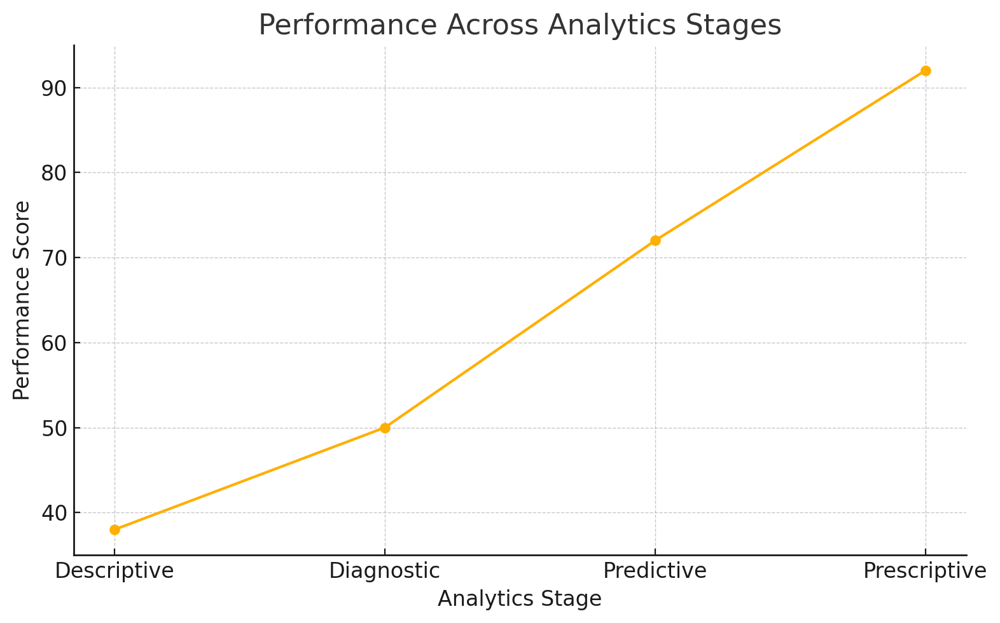 Performance Across Analytics Stages
Performance Score
90
80
70
60
50
40
Descriptive Diagnostic Predictive Prescriptive
Analytics Stage